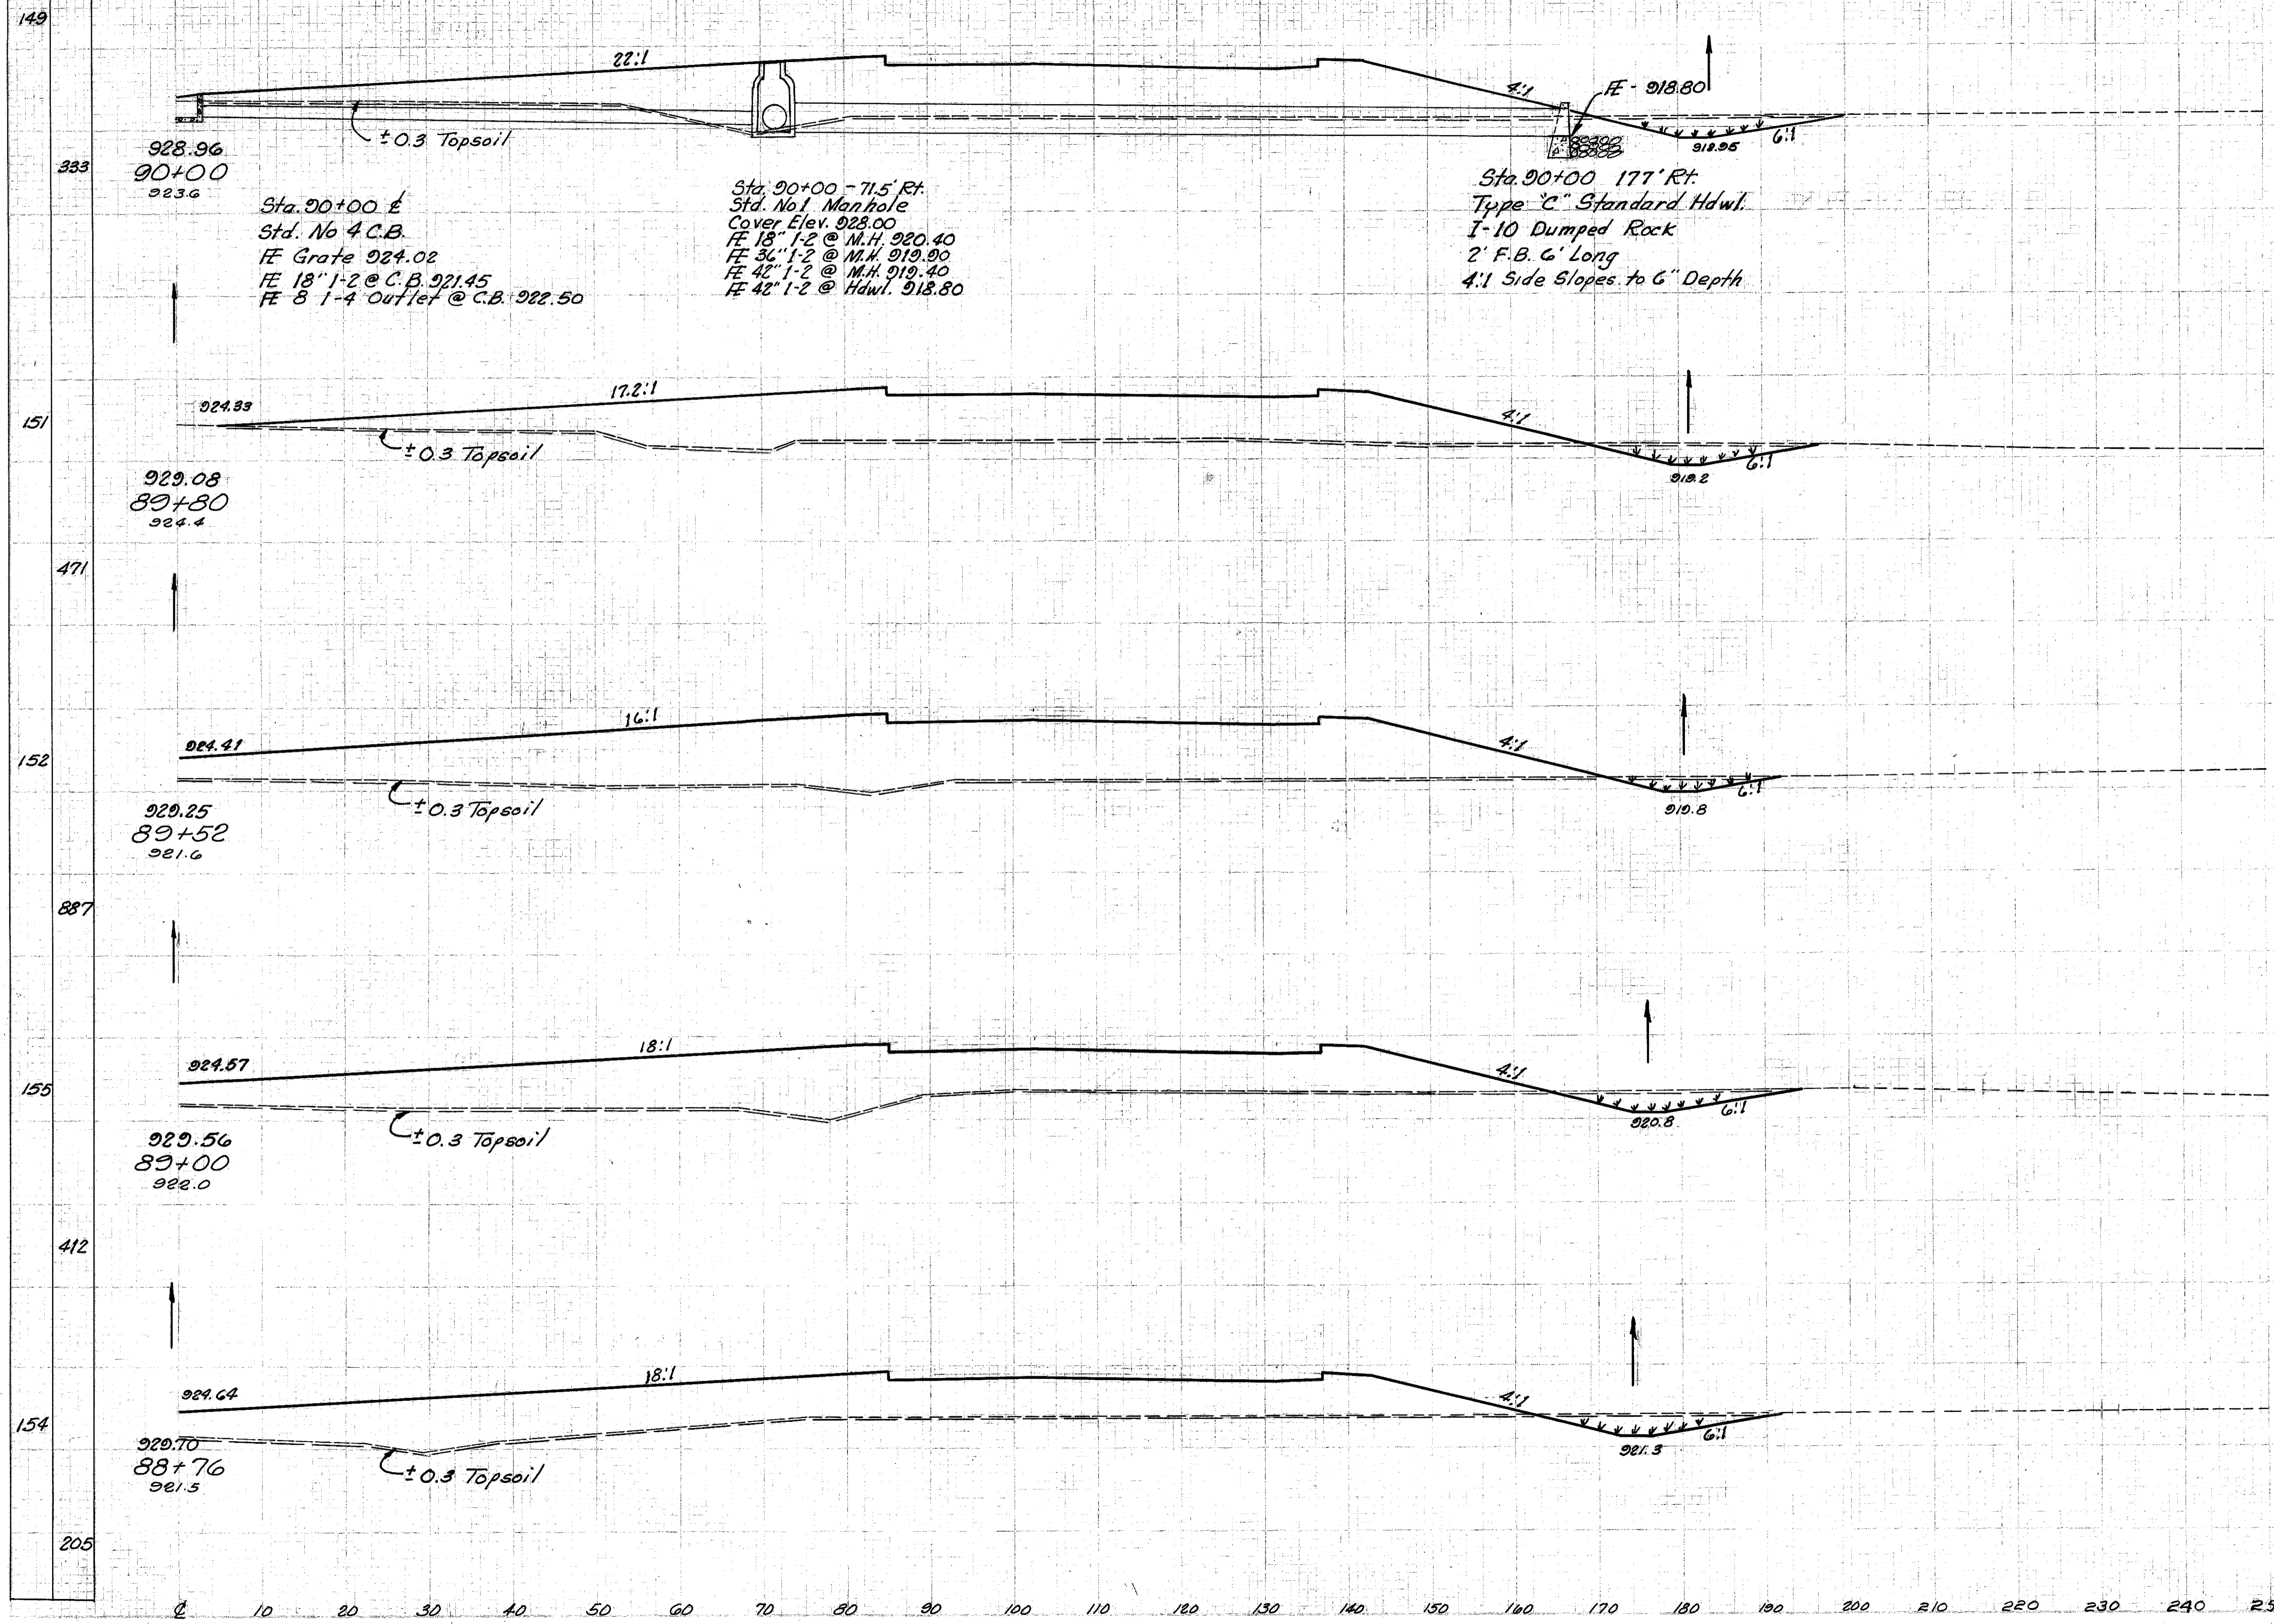 149
22:1
4:1
FE - 918.80
± 0.3 Topsoil
918.95
6:1
928.96
90+00
923.6
333
Sta. 90+00 ℄
Std. No 4 C.B.
FE Grate 924.02
FE 18" 1-2 @ C.B. 921.45
FE 8 1-4 Outlet @ C.B. 922.50
Sta. 90+00 - 71.5' Rt.
Std. No 1 Manhole
Cover Elev. 928.00
FE 18" 1-2 @ M.H. 920.40
FE 36" 1-2 @ M.H. 919.90
FE 42" 1-2 @ M.H. 919.40
FE 42" 1-2 @ Hdwl. 918.80
Sta. 90+00 177' Rt.
Type "C" Standard Hdwl.
I-10 Dumped Rock
2' F.B. 6' Long
4:1 Side Slopes to 6" Depth
151
924.33
17.2:1
4:1
± 0.3 Topsoil
6:1
919.2
929.08
89+80
924.4
471
152
924.41
16:1
4:1
± 0.3 Topsoil
6:1
919.8
929.25
89+52
921.6
887
155
924.57
18:1
4:1
± 0.3 Topsoil
6:1
920.8
929.56
89+00
922.0
412
154
924.64
18:1
4:1
± 0.3 Topsoil
6:1
921.3
929.70
88+76
921.5
205
℄ 10 20 30 40 50 60 70 80 90 100 110 120 130 140 150 160 170 180 190 200 210 220 230 240